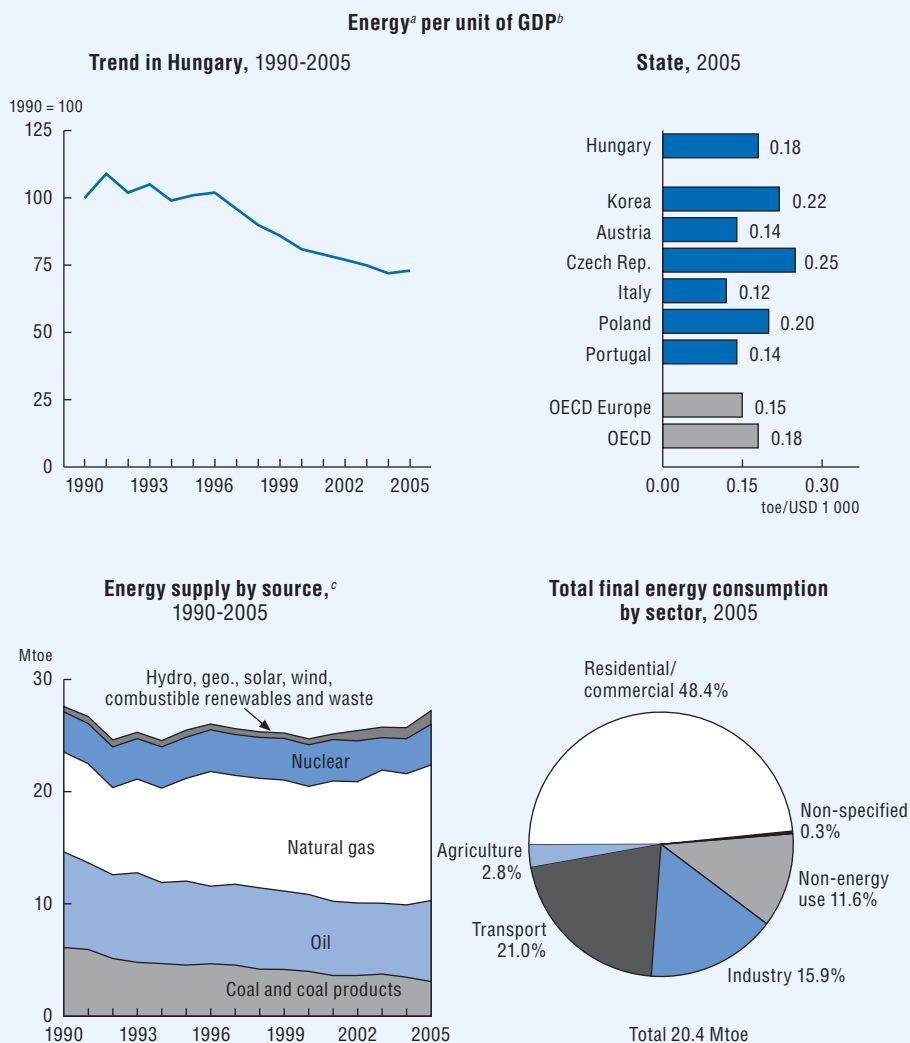 Energy^a per unit of GDP^b
Trend in Hungary, 1990-2005
1990 = 100
125
100
75
50
25
0
1990 1993 1996 1999 2002 2005
State, 2005
Hungary 0.18
Korea 0.22
Austria 0.14
Czech Rep. 0.25
Italy 0.12
Poland 0.20
Portugal 0.14
OECD Europe 0.15
OECD 0.18
0.00 0.15 0.30
toe/USD 1 000
Energy supply by source,^c
1990-2005
Mtoe
30
20
10
0
Hydro, geo., solar, wind,
combustible renewables and waste
Nuclear
Natural gas
Oil
Coal and coal products
1990 1993 1996 1999 2002 2005
Total final energy consumption
by sector, 2005
Residential/
commercial 48.4%
Non-specified
0.3%
Non-energy
use 11.6%
Industry 15.9%
Transport
21.0%
Agriculture
2.8%
Total 20.4 Mtoe